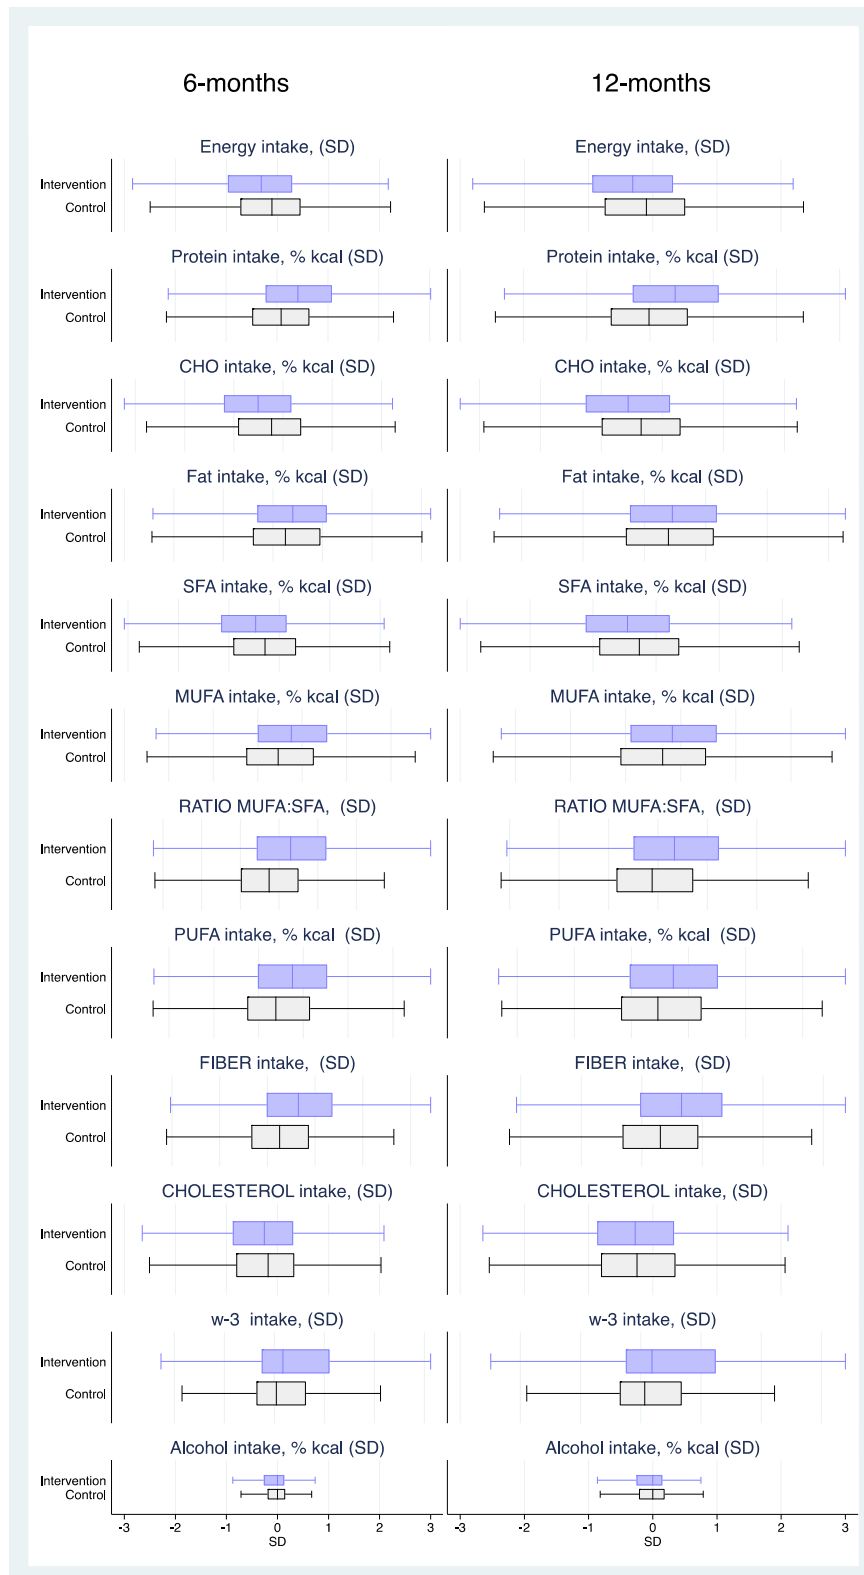 6-months 12-months
Energy intake, (SD) Energy intake, (SD)
Intervention
Control
Protein intake, % kcal (SD) Protein intake, % kcal (SD)
Intervention
Control
CHO intake, % kcal (SD) CHO intake, % kcal (SD)
Intervention
Control
Fat intake, % kcal (SD) Fat intake, % kcal (SD)
Intervention
Control
SFA intake, % kcal (SD) SFA intake, % kcal (SD)
Intervention
Control
MUFA intake, % kcal (SD) MUFA intake, % kcal (SD)
Intervention
Control
RATIO MUFA:SFA, (SD) RATIO MUFA:SFA, (SD)
Intervention
Control
PUFA intake, % kcal (SD) PUFA intake, % kcal (SD)
Intervention
Control
FIBER intake, (SD) FIBER intake, (SD)
Intervention
Control
CHOLESTEROL intake, (SD) CHOLESTEROL intake, (SD)
Intervention
Control
w-3 intake, (SD) w-3 intake, (SD)
Intervention
Control
Alcohol intake, % kcal (SD) Alcohol intake, % kcal (SD)
Intervention
Control
-3 -2 -1 0 1 2 3 -3 -2 -1 0 1 2 3
SD SD